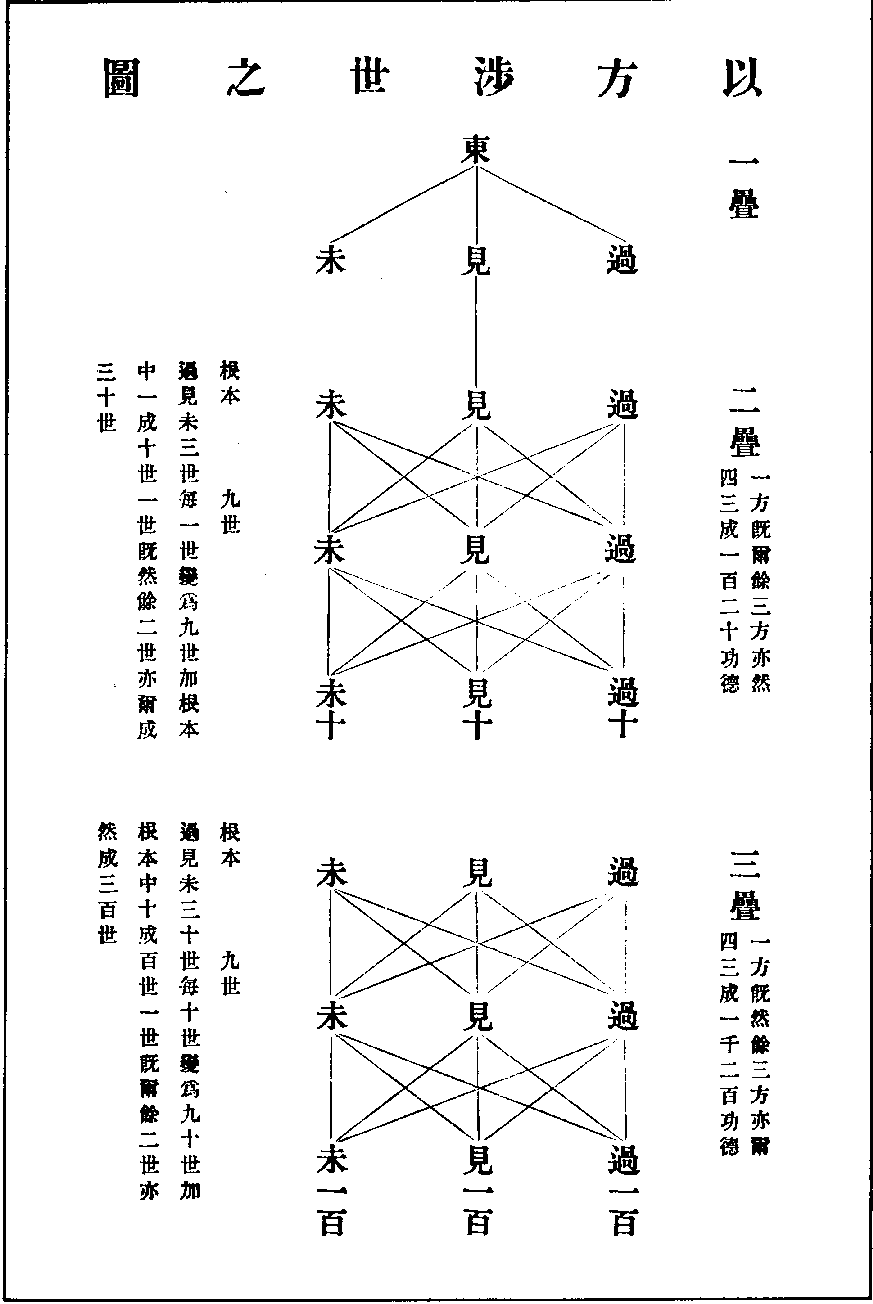 以方涉世之圖
一疊
東
過 見 未
二疊
一方既爾餘三方亦然
四三成一百二十功德
過 見 未
過 見 未
過十 見十 未十
根本 九世
過見未三世每一世變爲九世加根本
中一成十世一世既然餘二世亦爾成
三十世
三疊
一方既然餘三方亦爾
四三成一千二百功德
過 見 未
過 見 未
過一百 見一百 未一百
根本 九世
過見未三十世每十世變爲九十世加
根本中十成百世一世既爾餘二世亦
然成三百世